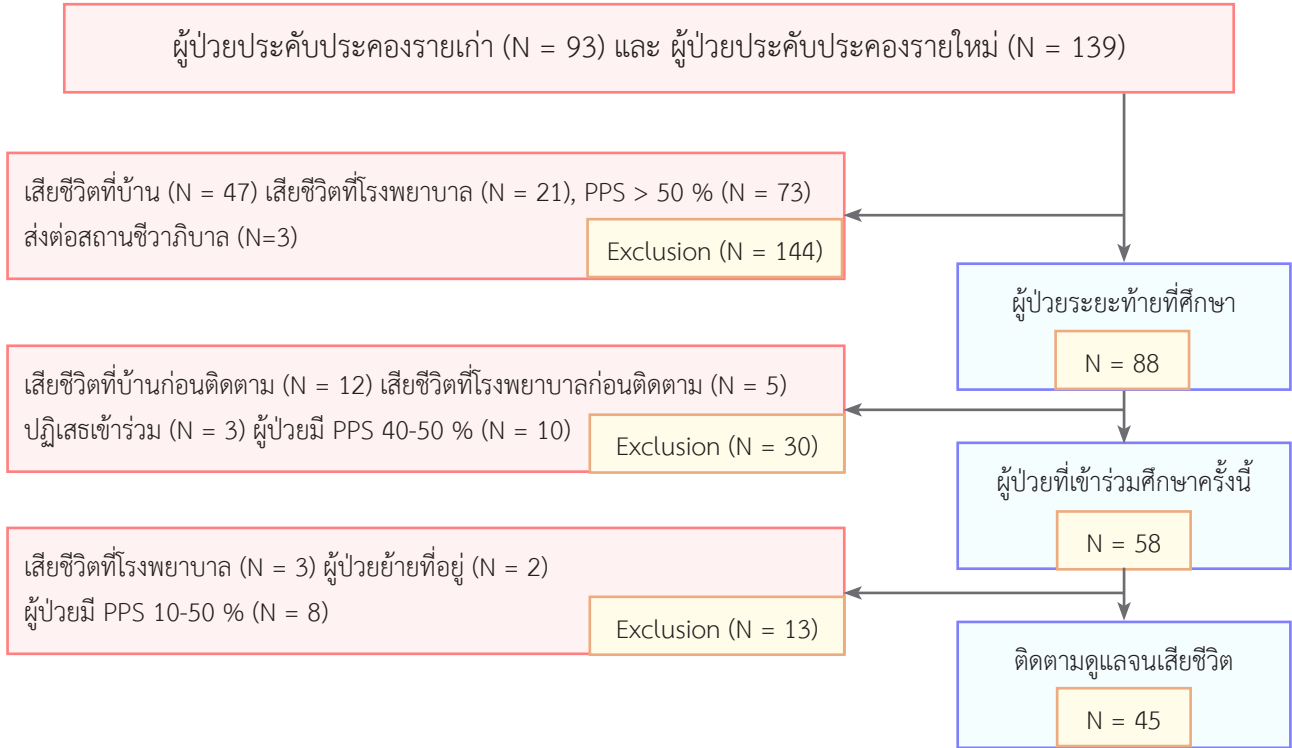 ผู้ป่วยประคับประคองรายเก่า (N = 93) และ ผู้ป่วยประคับประคองรายใหม่ (N = 139)
เสียชีวิตที่บ้าน (N = 47) เสียชีวิตที่โรงพยาบาล (N = 21), PPS > 50 % (N = 73)
ส่งต่อสถานชีวาภิบาล (N=3)
Exclusion (N = 144)
ผู้ป่วยระยะท้ายที่ศึกษา
N = 88
เสียชีวิตที่บ้านก่อนติดตาม (N = 12) เสียชีวิตที่โรงพยาบาลก่อนติดตาม (N = 5)
ปฏิเสธเข้าร่วม (N = 3) ผู้ป่วยมี PPS 40-50 % (N = 10)
Exclusion (N = 30)
ผู้ป่วยที่เข้าร่วมศึกษาครั้งนี้
N = 58
เสียชีวิตที่โรงพยาบาล (N = 3) ผู้ป่วยย้ายที่อยู่ (N = 2)
ผู้ป่วยมี PPS 10-50 % (N = 8)
Exclusion (N = 13)
ติดตามดูแลจนเสียชีวิต
N = 45